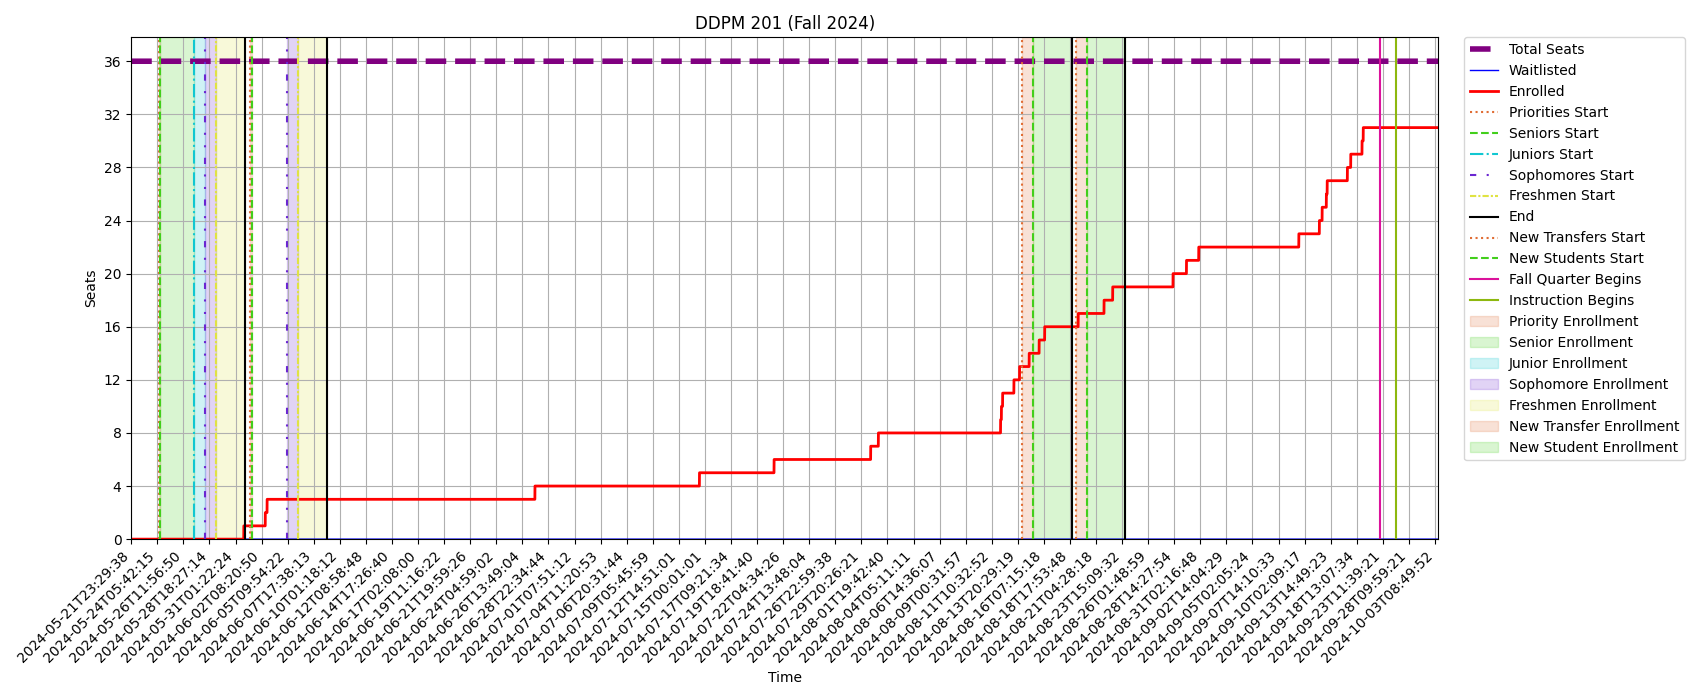 DDPM 201 (Fall 2024)
Seats
36
32
28
24
20
16
12
8
4
0
2024-05-21T23:29:38
2024-05-24T05:42:15
2024-05-26T11:56:50
2024-05-28T18:27:14
2024-05-31T01:22:24
2024-06-02T08:20:50
2024-06-05T09:54:22
2024-06-07T17:38:13
2024-06-10T01:18:12
2024-06-12T08:58:48
2024-06-14T17:26:40
2024-06-17T02:08:00
2024-06-19T11:16:22
2024-06-21T19:59:26
2024-06-24T04:59:02
2024-06-26T13:49:04
2024-06-28T22:34:44
2024-07-01T07:51:12
2024-07-04T11:20:53
2024-07-06T20:31:44
2024-07-09T05:45:59
2024-07-12T14:51:01
2024-07-15T00:01:01
2024-07-17T09:21:34
2024-07-19T18:41:40
2024-07-22T04:34:26
2024-07-24T13:48:04
2024-07-26T22:59:38
2024-07-29T20:26:21
2024-08-01T19:42:40
2024-08-04T05:11:11
2024-08-06T14:36:07
2024-08-09T00:31:57
2024-08-11T10:32:52
2024-08-13T20:29:19
2024-08-16T07:15:18
2024-08-18T17:53:48
2024-08-21T04:28:18
2024-08-23T15:09:32
2024-08-26T01:48:59
2024-08-28T14:27:54
2024-08-31T02:16:48
2024-09-02T14:04:29
2024-09-05T02:05:24
2024-09-07T14:10:33
2024-09-10T02:09:17
2024-09-13T14:49:23
2024-09-18T13:07:34
2024-09-23T11:39:21
2024-09-28T09:59:21
2024-10-03T08:49:52
Time
Total Seats
Waitlisted
Enrolled
Priorities Start
Seniors Start
Juniors Start
Sophomores Start
Freshmen Start
End
New Transfers Start
New Students Start
Fall Quarter Begins
Instruction Begins
Priority Enrollment
Senior Enrollment
Junior Enrollment
Sophomore Enrollment
Freshmen Enrollment
New Transfer Enrollment
New Student Enrollment